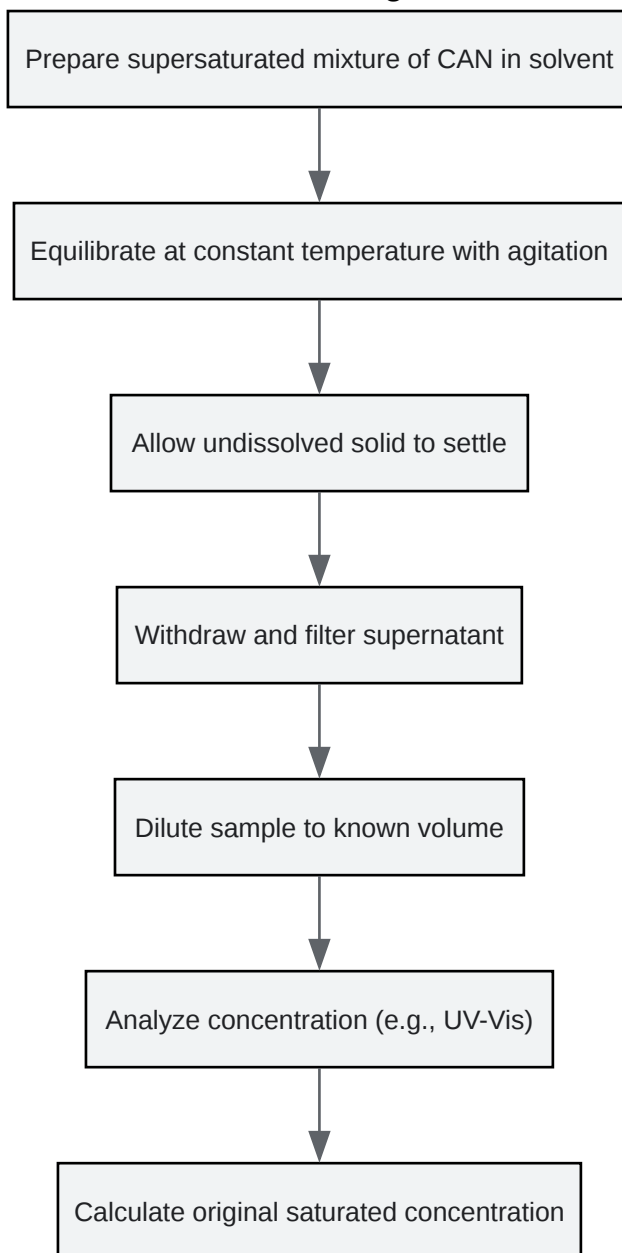 Prepare supersaturated mixture of CAN in solvent
Equilibrate at constant temperature with agitation
Allow undissolved solid to settle
Withdraw and filter supernatant
Dilute sample to known volume
Analyze concentration (e.g., UV-Vis)
Calculate original saturated concentration